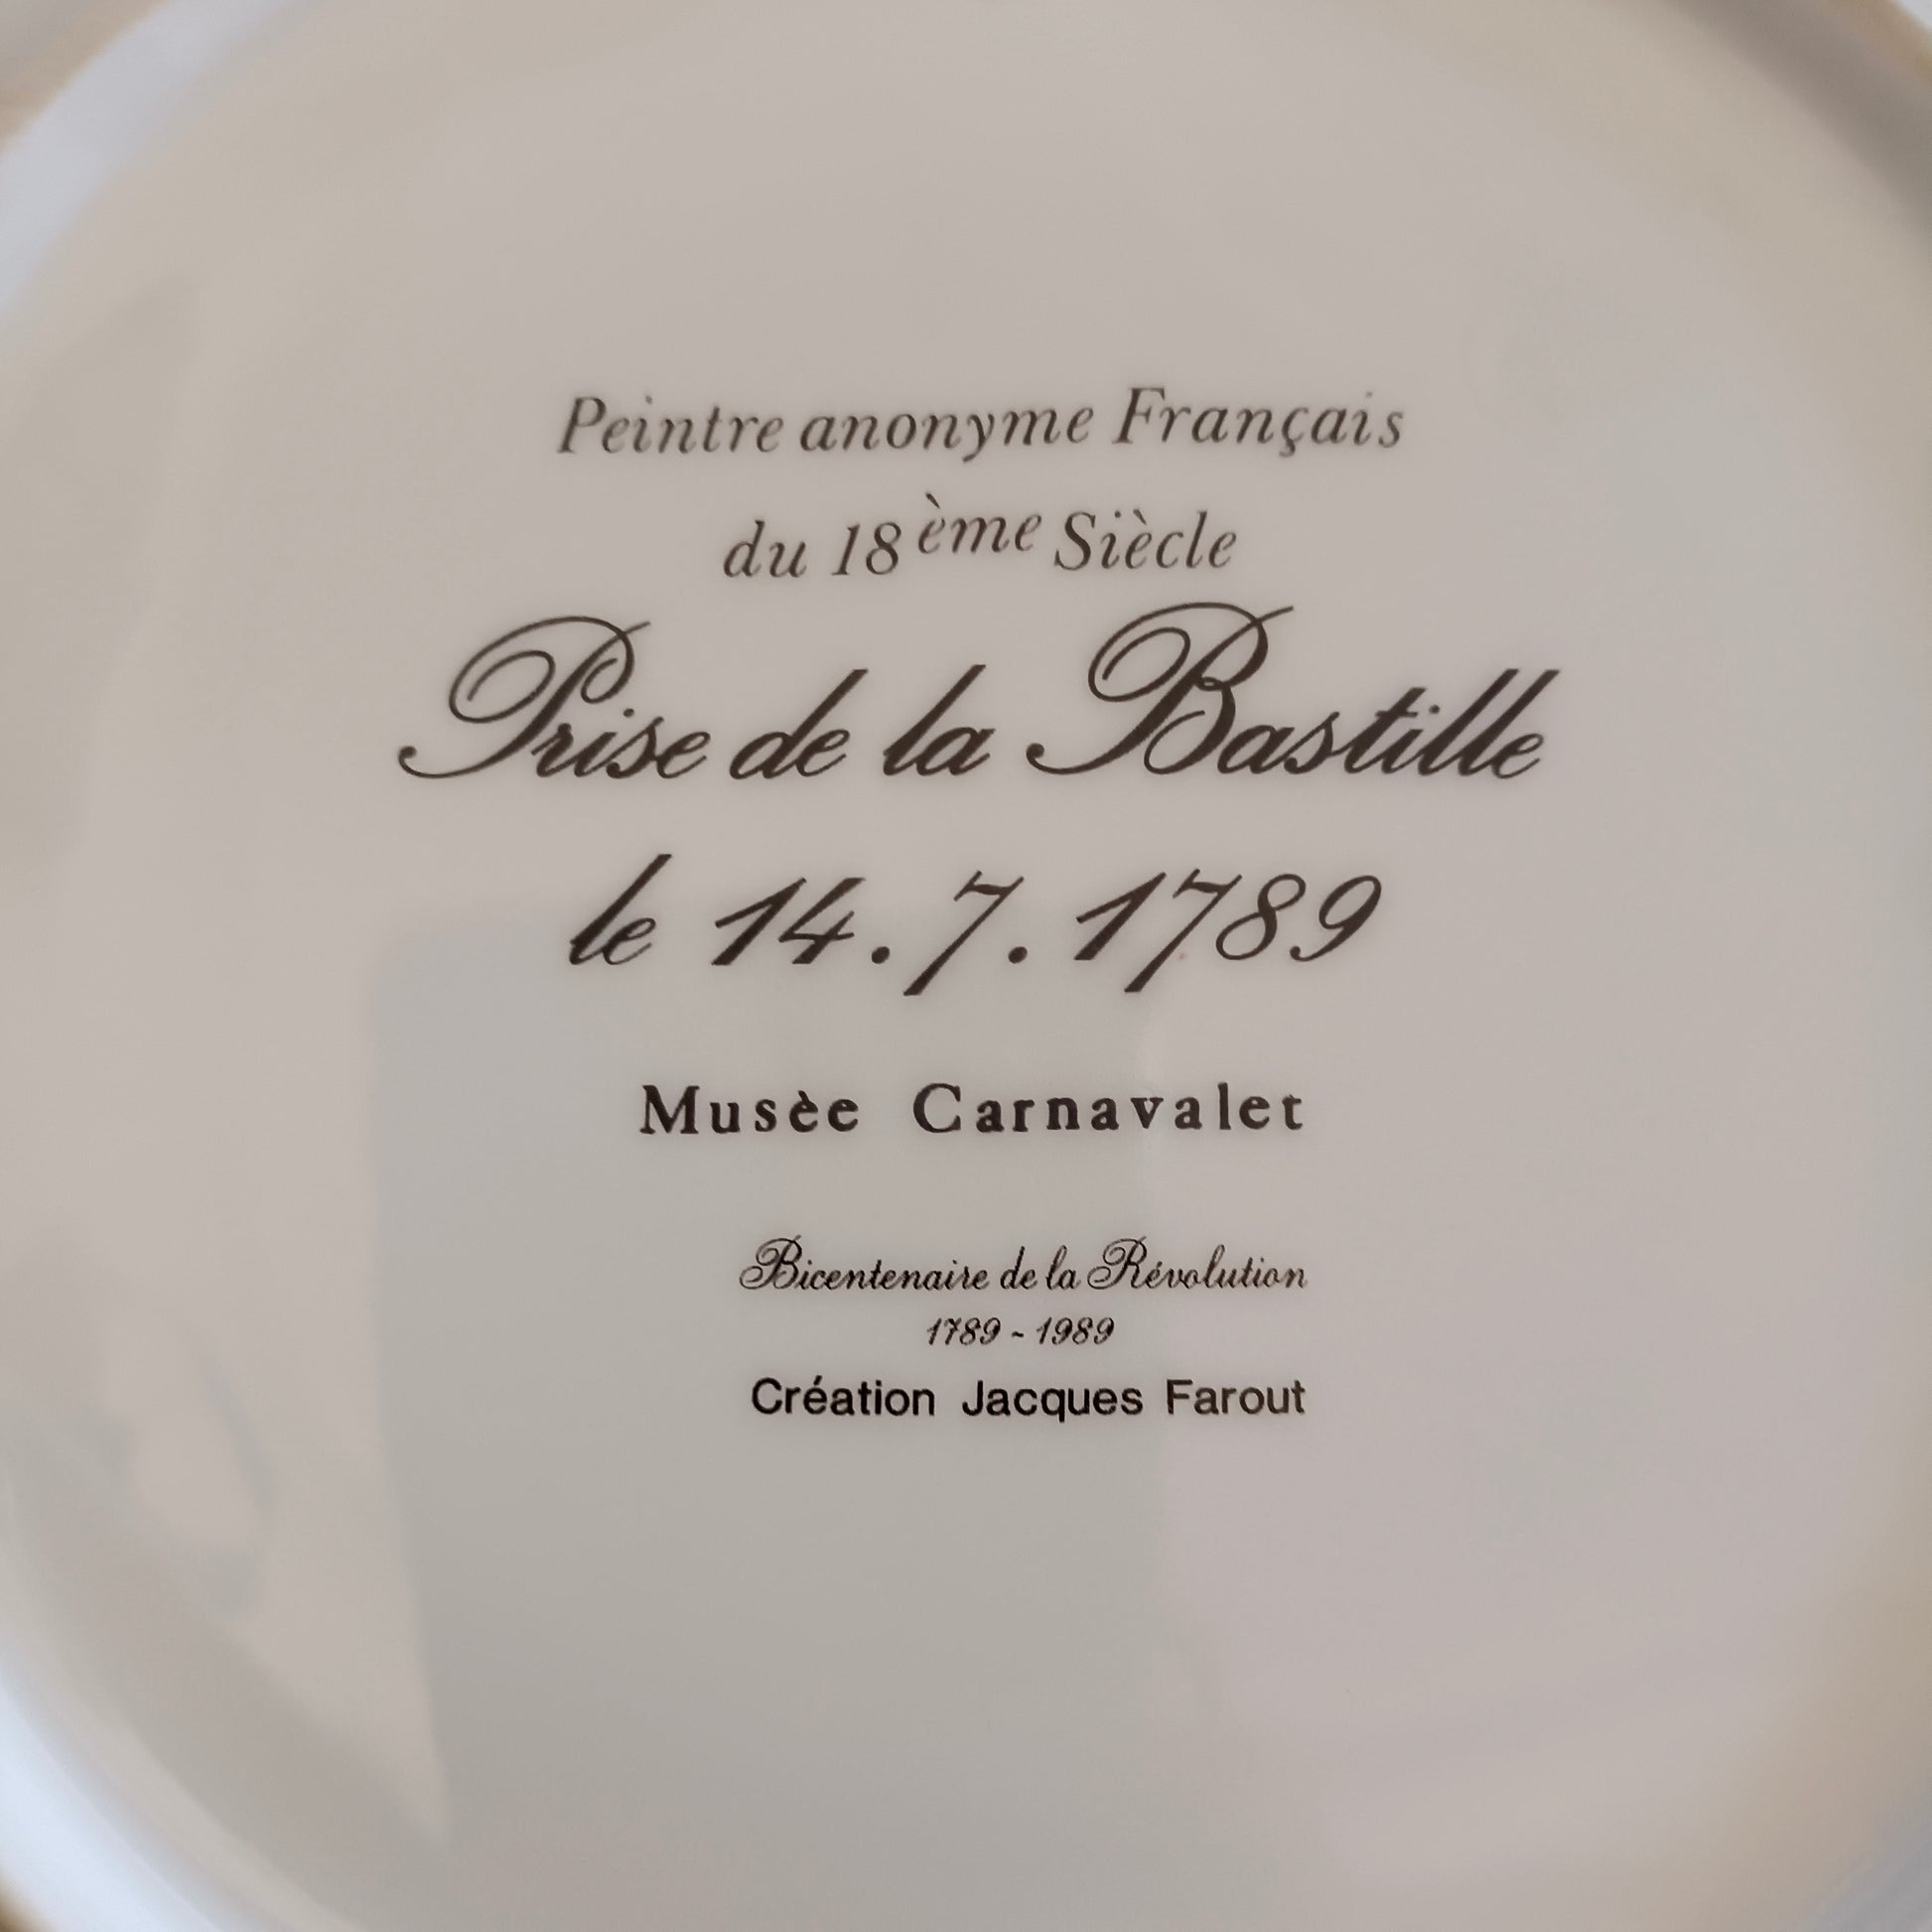 Peintre anonyme Français
du 18ème Siècle
Prise de la Bastille
le 14.7.1789
Musèe Carnavalet
Bicentenaire de la Révolution
1789 ~ 1989
Création Jacques Farout